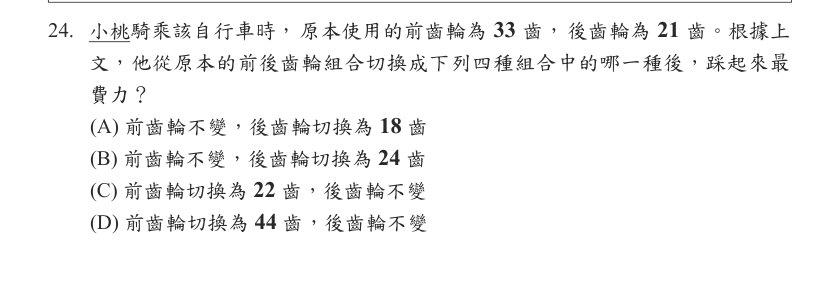 24. 小桃騎乘該自行車時，原本使用的前齒輪為 33 齒，後齒輪為 21 齒。根據上
文，他從原本的前後齒輪組合切換成下列四種組合中的哪一種後，踩起來最
費力？
(A) 前齒輪不變，後齒輪切換為 18 齒
(B) 前齒輪不變，後齒輪切換為 24 齒
(C) 前齒輪切換為 22 齒，後齒輪不變
(D) 前齒輪切換為 44 齒，後齒輪不變